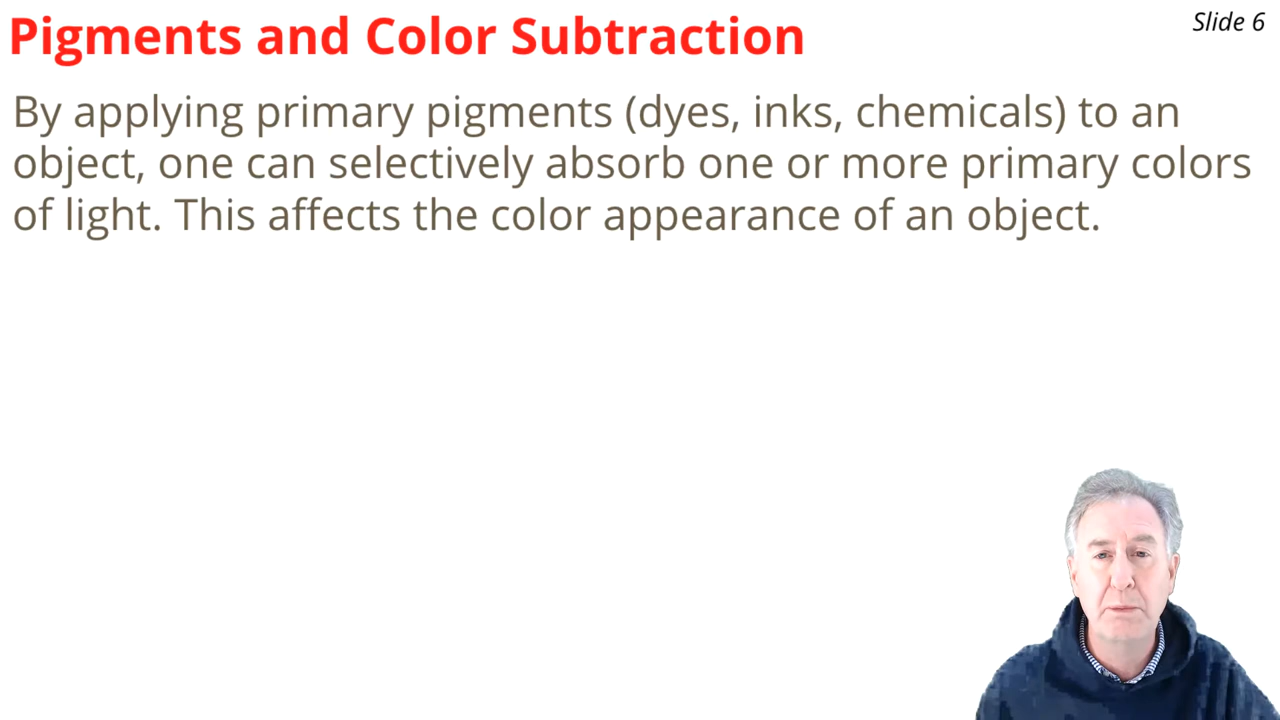 Pigments and Color Subtraction
Slide 6
By applying primary pigments (dyes, inks, chemicals) to an
object, one can selectively absorb one or more primary colors
of light. This affects the color appearance of an object.